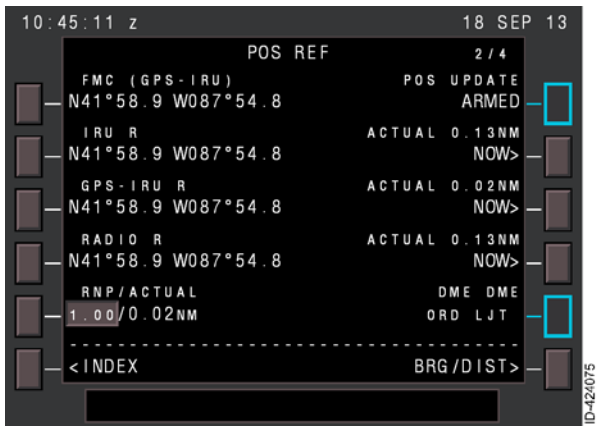 10:45:11 z 18 SEP 13
POS REF 2/4
FMC (GPS-IRU) POS UPDATE
N41°58.9 W087°54.8 ARMED
IRU R ACTUAL 0.13NM
N41°58.9 W087°54.8 NOW>
GPS-IRU R ACTUAL 0.02NM
N41°58.9 W087°54.8 NOW>
RADIO R ACTUAL 0.13NM
N41°58.9 W087°54.8 NOW>
RNP/ACTUAL DME DME
1.00/0.02NM ORD LJT
<INDEX BRG/DIST>
ID-424075